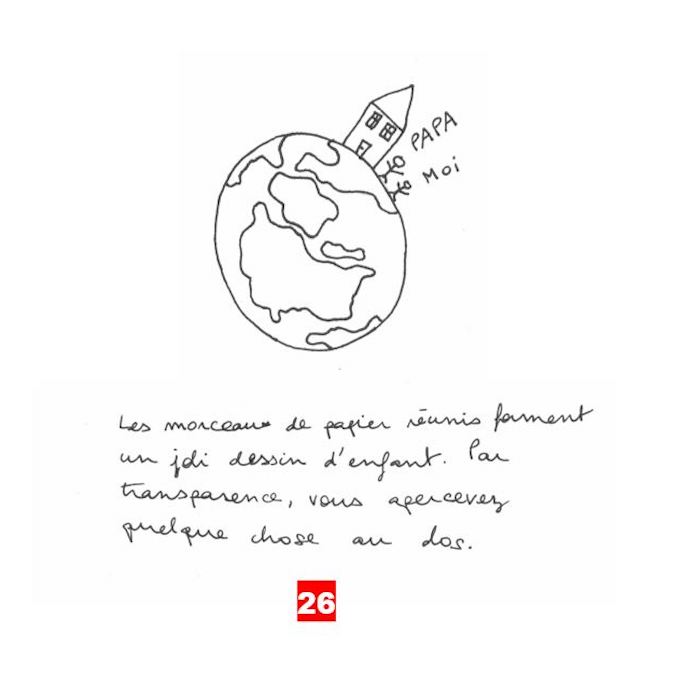 PAPA
Moi
Les morceaux de papier réunis forment
un joli dessin d'enfant. Par
transparence, vous apercevez
quelque chose au dos.
26